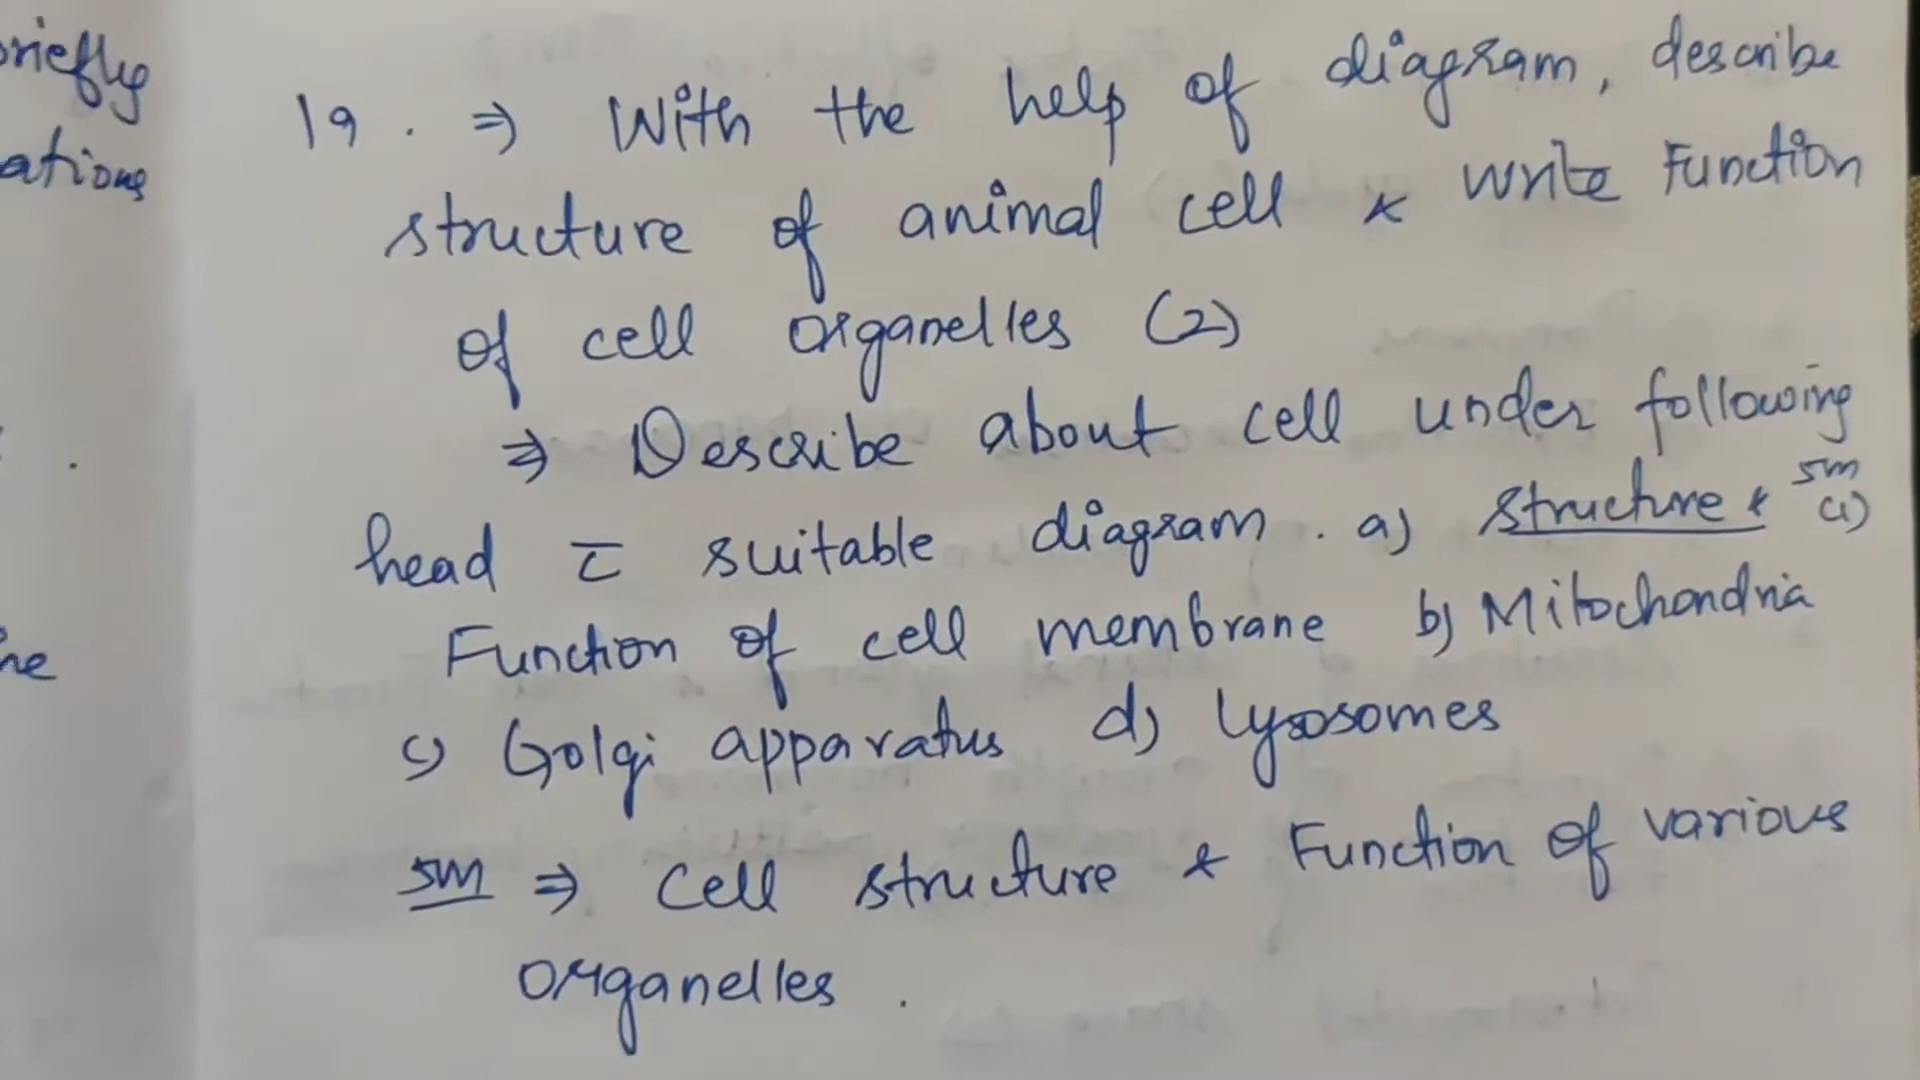 riefly
ations
he
19. ⇒ With the help of diagram, describe
structure of animal cell & write Function
of cell organelles (2)
⇒ Describe about cell under following
head c̅ suitable diagram. a) structure & 5m (1)
Function of cell membrane b) Mitochondria
c) Golgi apparatus d) Lysosomes
5m ⇒ Cell structure & Function of various
organelles.